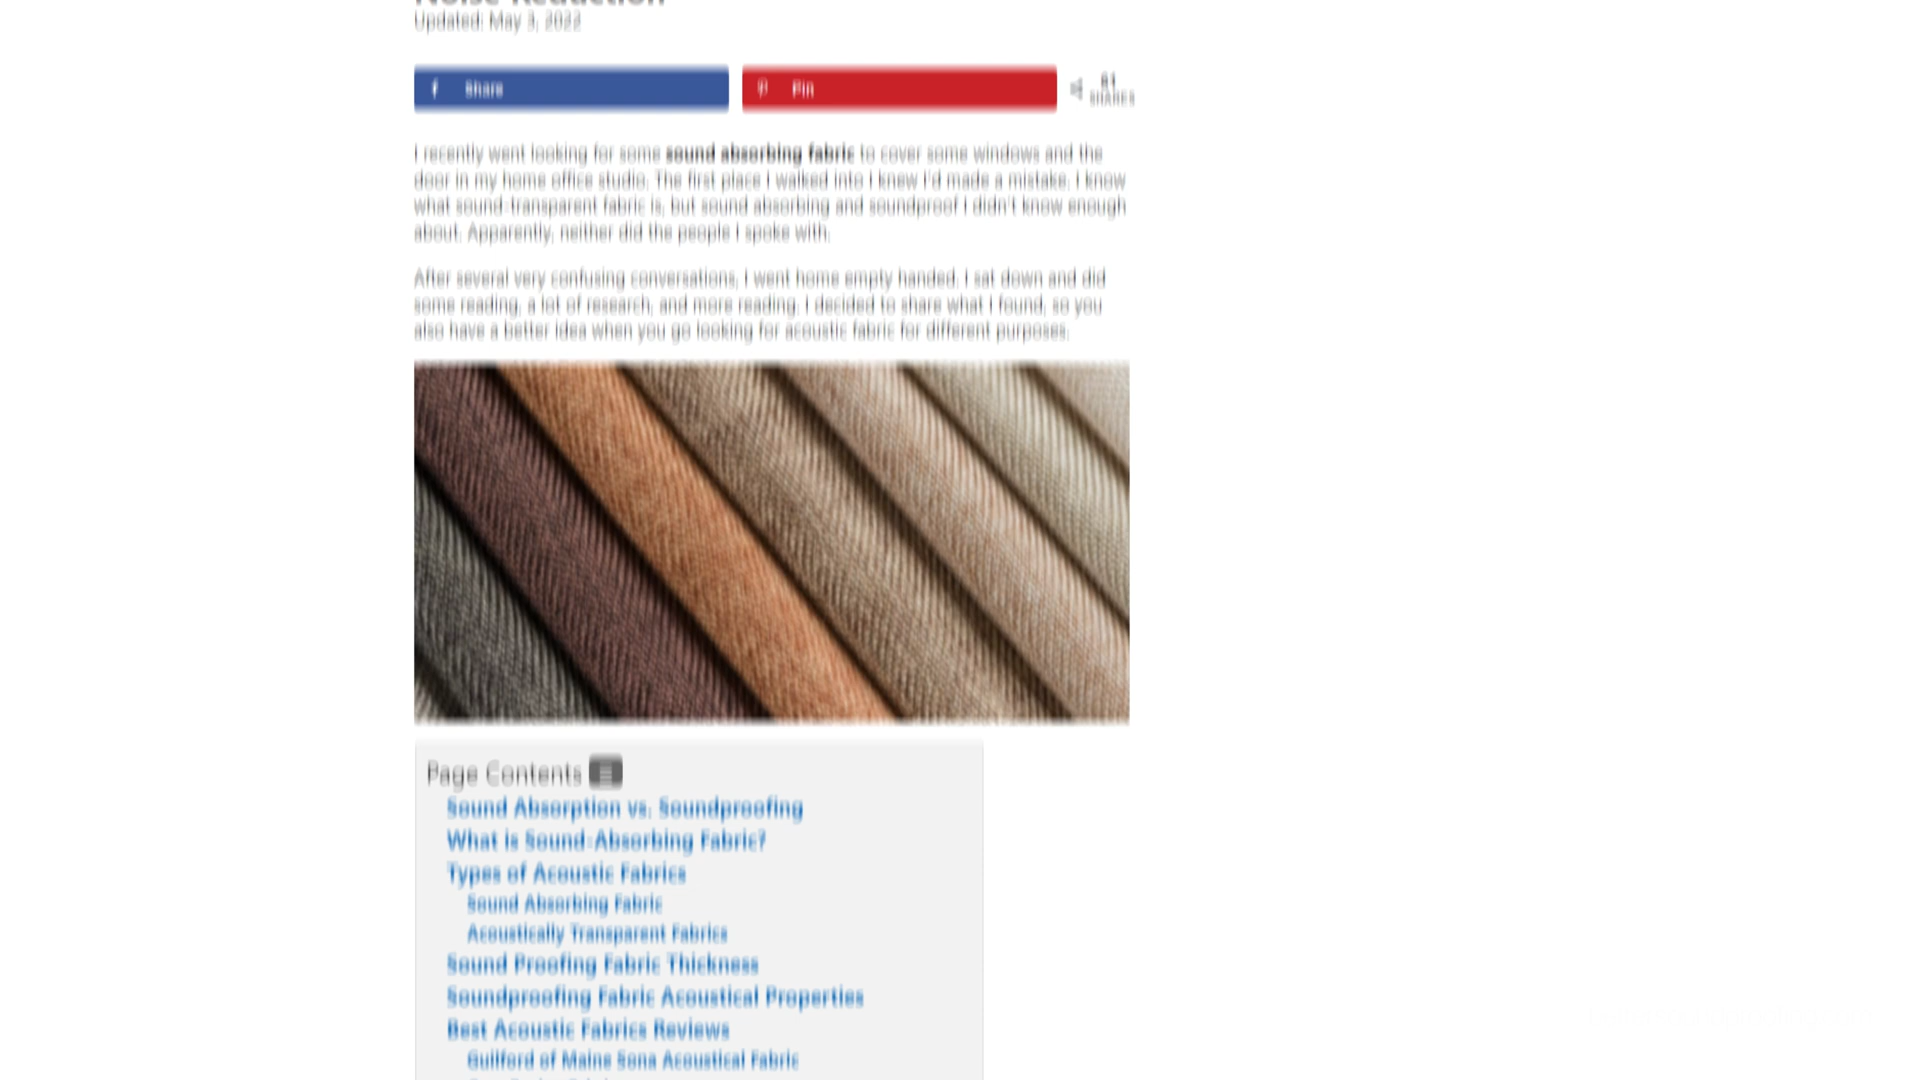 Noise Reduction
Updated: May 3, 2022
Share
Pin
81
SHARES
I recently went looking for some sound absorbing fabric to cover some windows and the
door in my home office studio. The first place I walked into I knew I'd made a mistake. I know
what sound-transparent fabric is, but sound absorbing and soundproof I didn't know enough
about. Apparently, neither did the people I spoke with.
After several very confusing conversations, I went home empty handed. I sat down and did
some reading, a lot of research, and more reading. I decided to share what I found, so you
also have a better idea when you go looking for acoustic fabric for different purposes.
Page Contents
Sound Absorption vs. Soundproofing
What is Sound-Absorbing Fabric?
Types of Acoustic Fabrics
Sound Absorbing Fabric
Acoustically Transparent Fabrics
Sound Proofing Fabric Thickness
Soundproofing Fabric Acoustical Properties
Best Acoustic Fabrics Reviews
Guilford of Maine Sona Acoustical Fabric